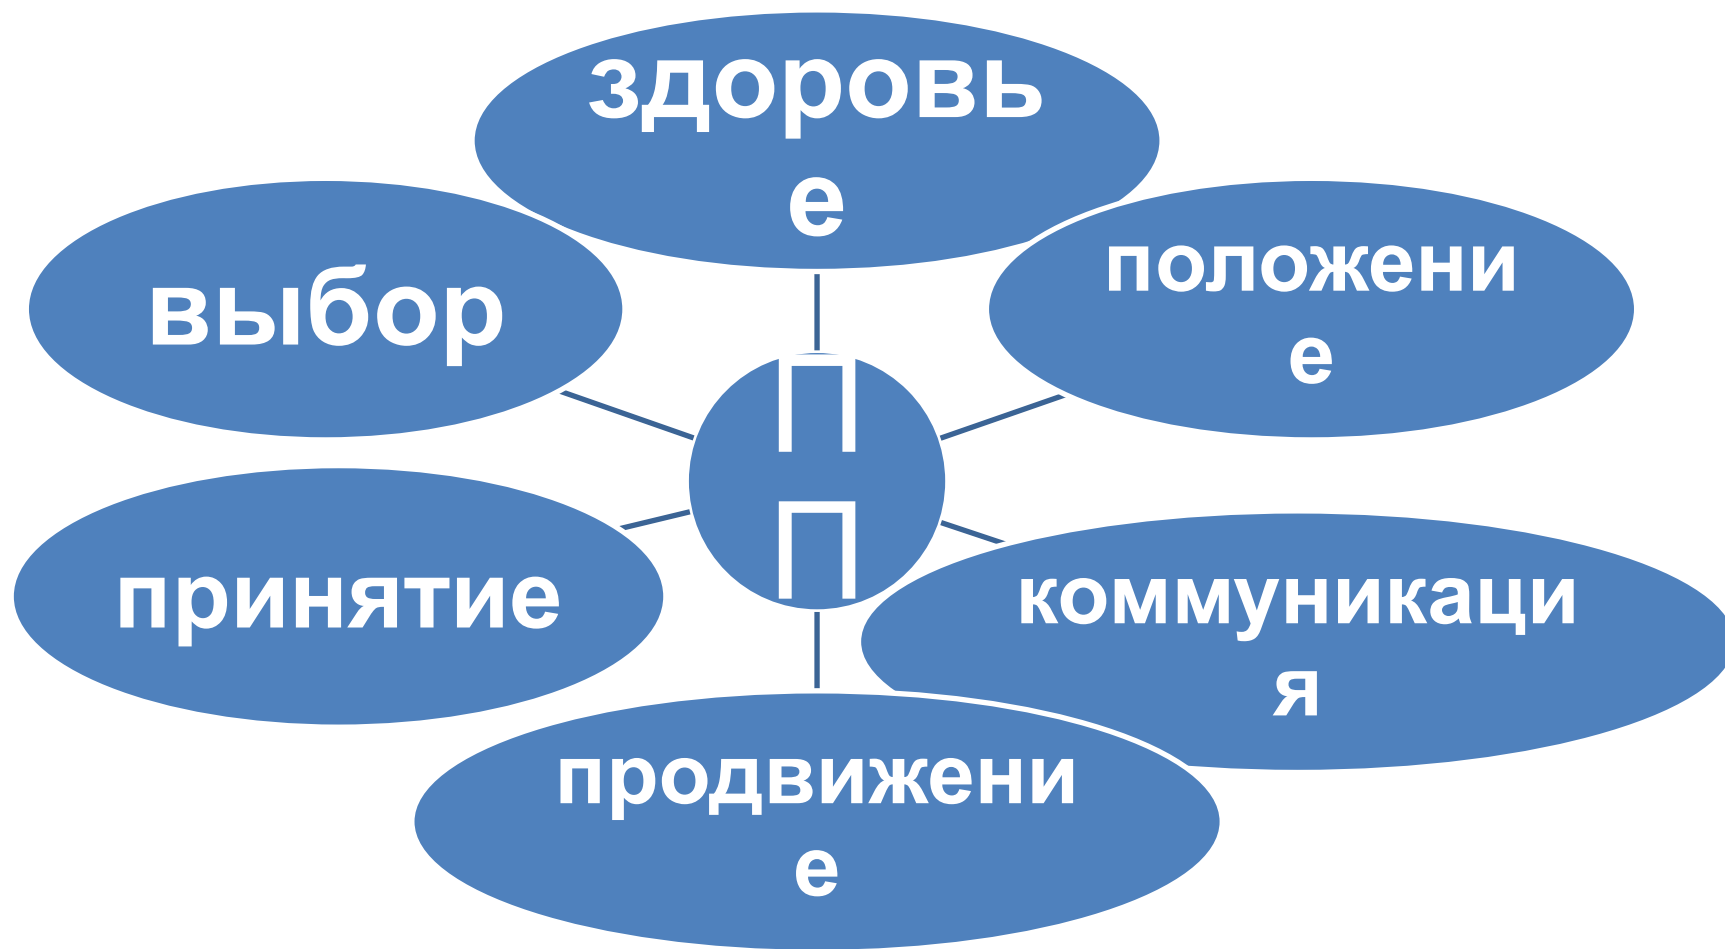 здоровь
е
положени
е
коммуникаци
я
продвижени
е
принятие
выбор
П
П